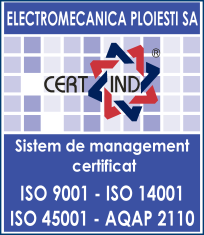 ELECTROMECANICA PLOIESTI SA
CERT IND ®
Sistem de management
certificat
ISO 9001 - ISO 14001
ISO 45001 - AQAP 2110